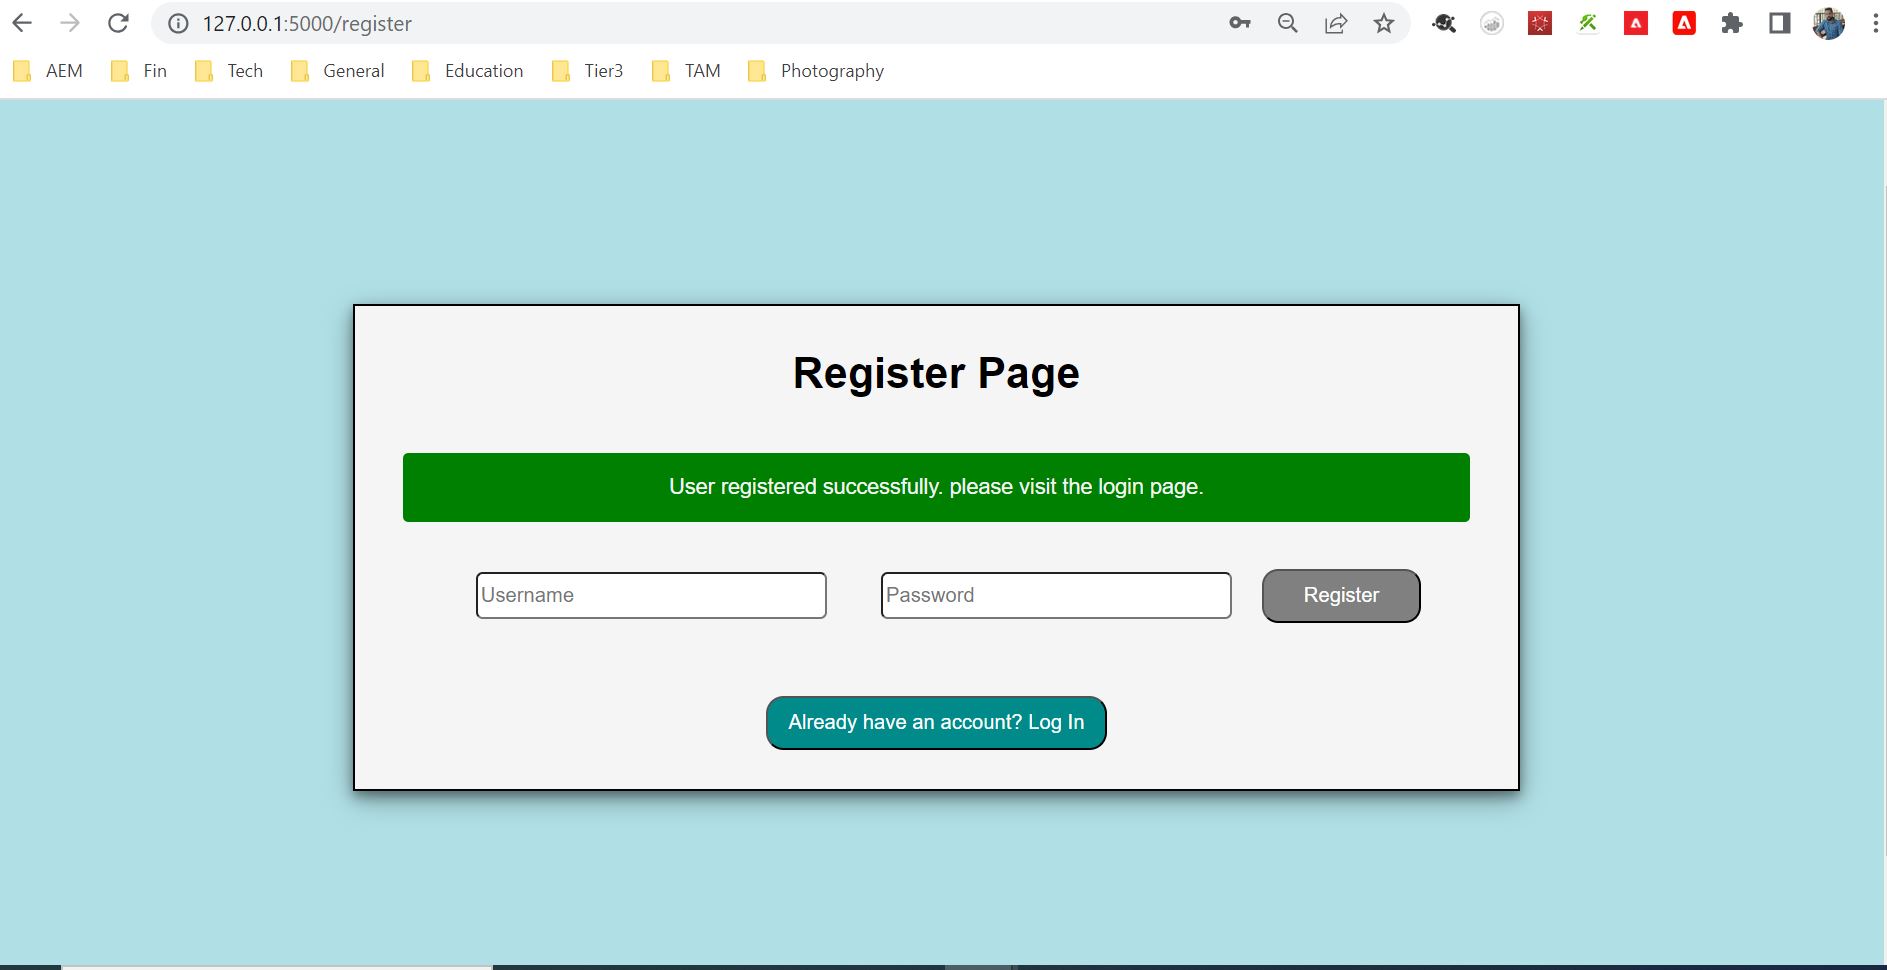 127.0.0.1:5000/register
AEM Fin Tech General Education Tier3 TAM Photography
Register Page
User registered successfully. please visit the login page.
Username Password Register
Already have an account? Log In